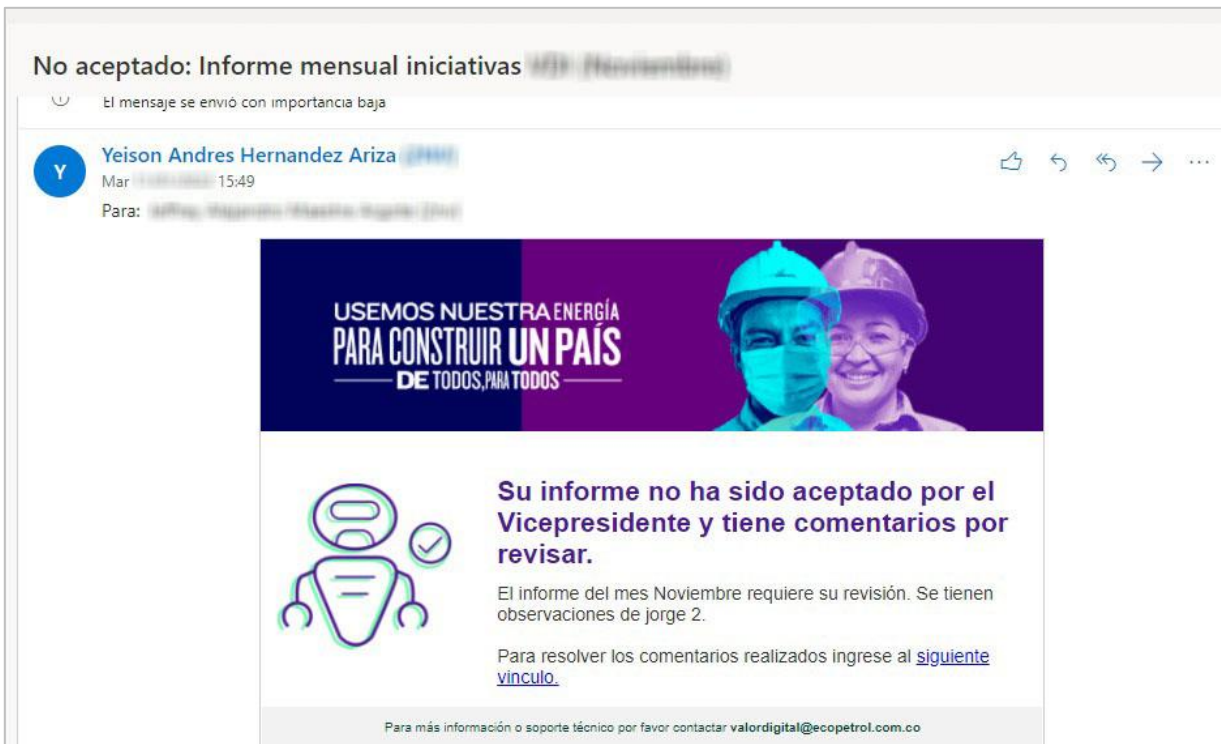 No aceptado: Informe mensual iniciativas
El mensaje se envió con importancia baja
Y
Yeison Andres Hernandez Ariza
Mar 15:49
Para:
USEMOS NUESTRA ENERGÍA
PARA CONSTRUIR UN PAÍS
DE TODOS, PARA TODOS
Su informe no ha sido aceptado por el
Vicepresidente y tiene comentarios por
revisar.
El informe del mes Noviembre requiere su revisión. Se tienen
observaciones de jorge 2.
Para resolver los comentarios realizados ingrese al siguiente
vinculo.
Para más información o soporte técnico por favor contactar valordigital@ecopetrol.com.co